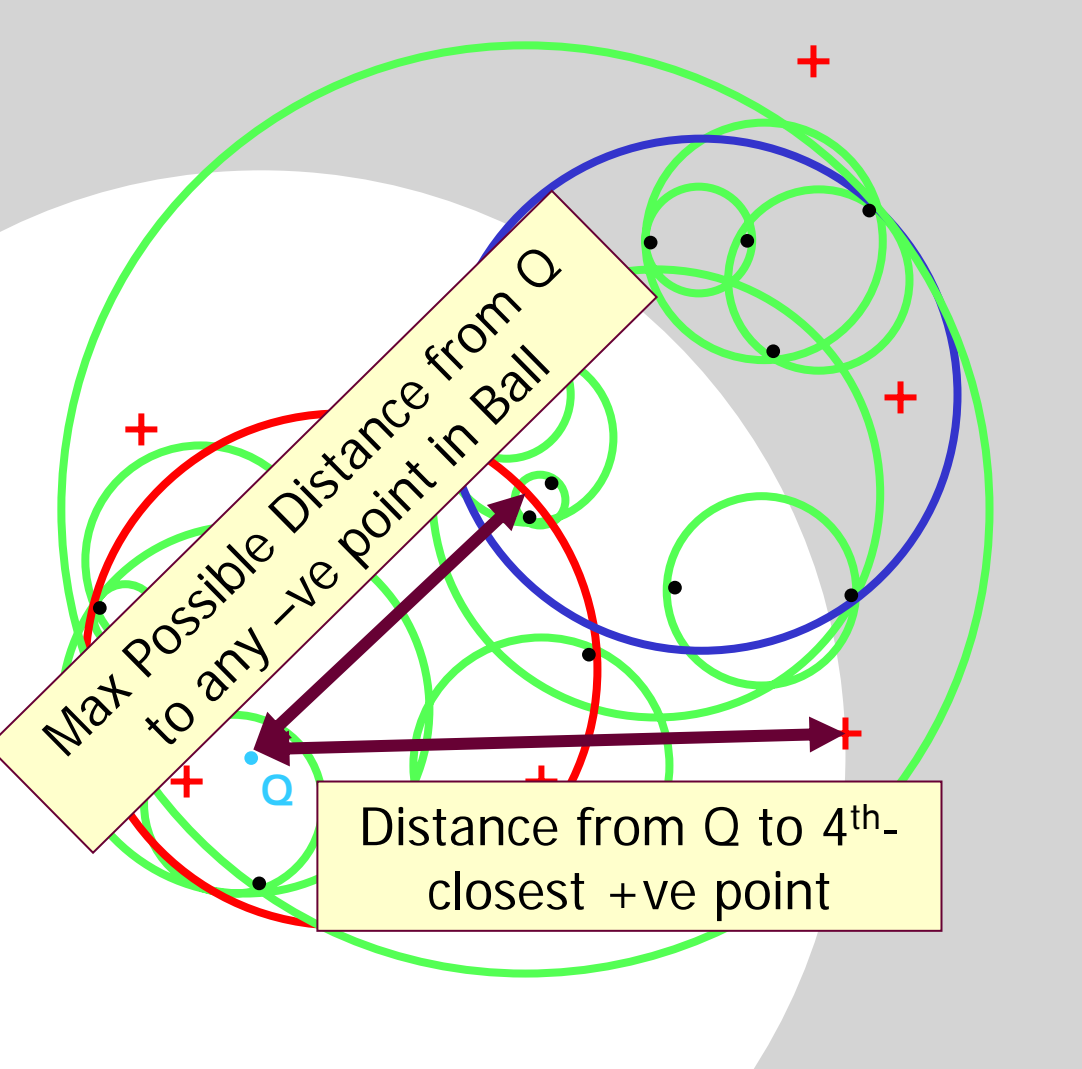 Max Possible Distance from Q
to any –ve point in Ball
Q
Distance from Q to 4th-
closest +ve point